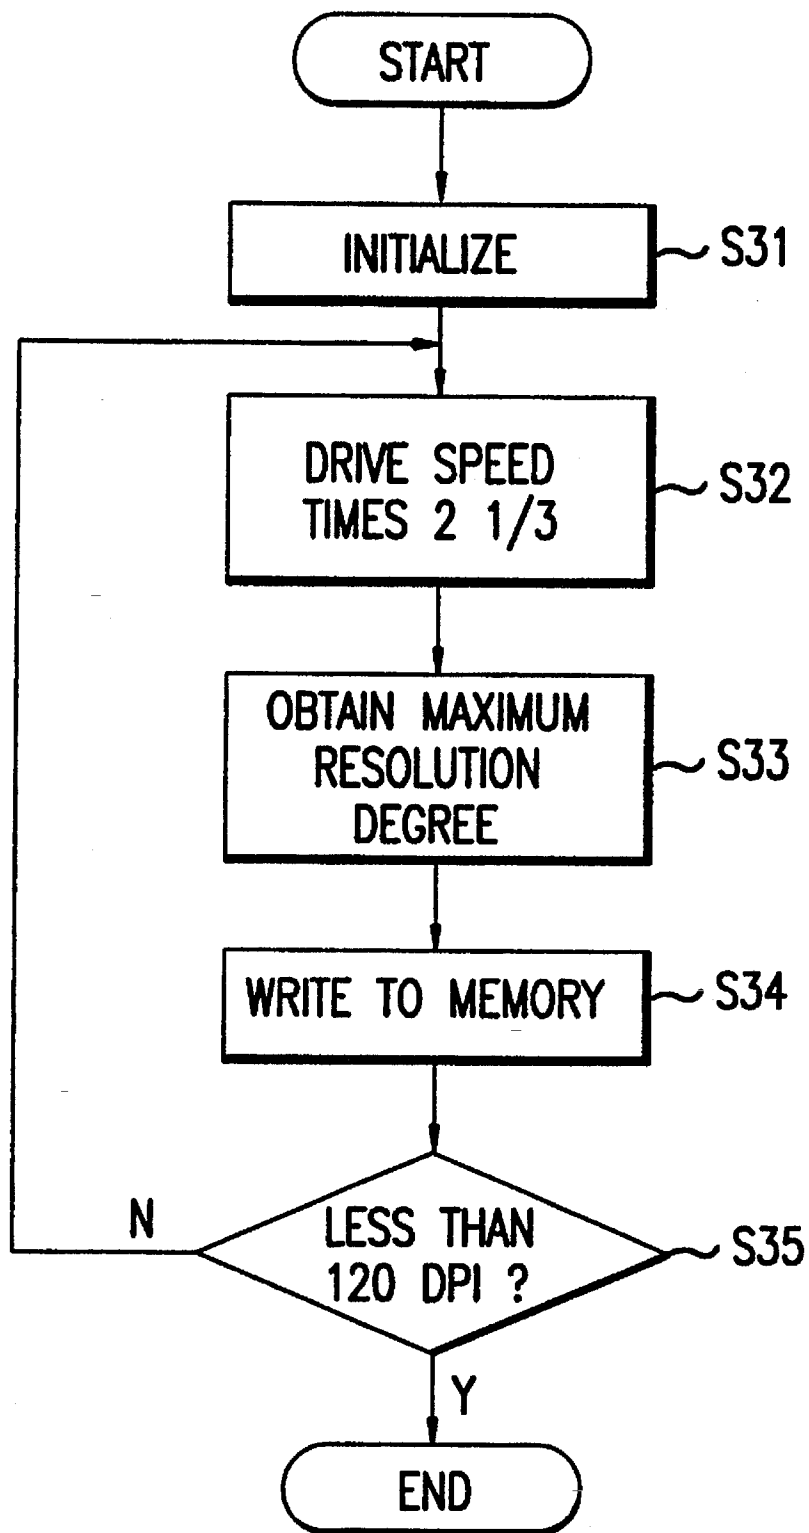 START
INITIALIZE
S31
DRIVE SPEED
TIMES 2 1/3
S32
OBTAIN MAXIMUM
RESOLUTION
DEGREE
S33
WRITE TO MEMORY
S34
N
LESS THAN
120 DPI ?
S35
Y
END